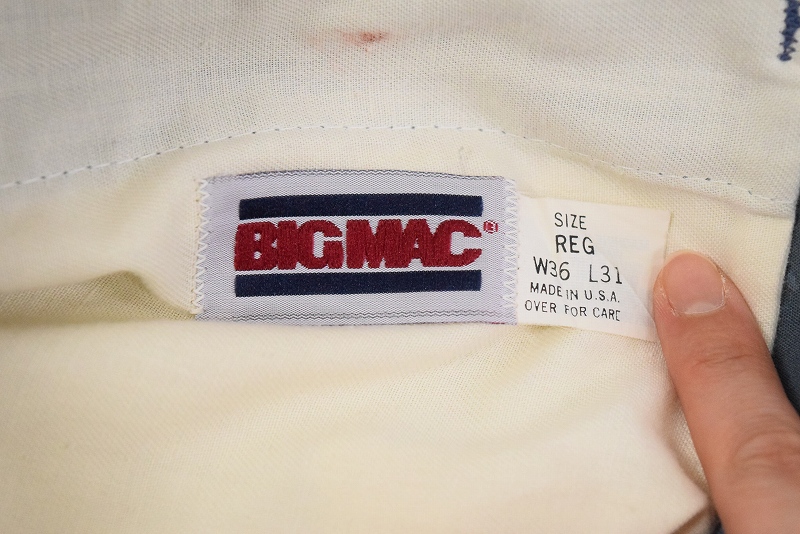 BIG MAC ®
SIZE
REG
W36 L31
MADE IN U.S.A.
OVER FOR CARE